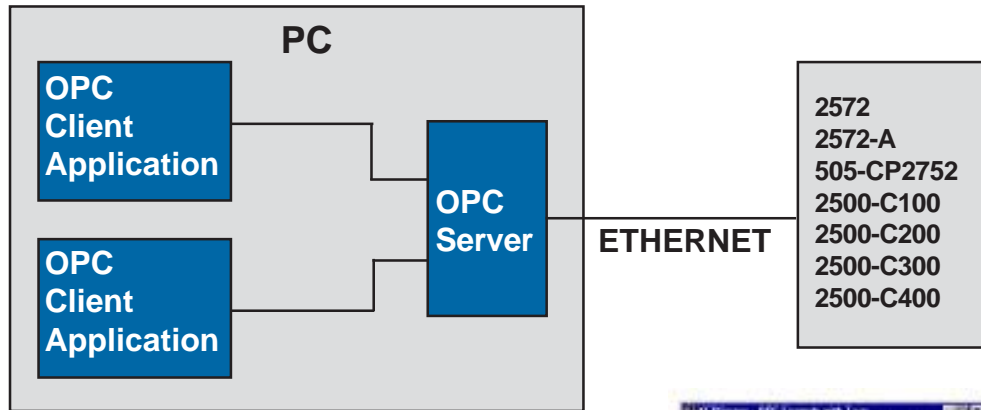 PC
OPC
Client
Application
OPC
Client
Application
OPC
Server
ETHERNET
2572
2572-A
505-CP2752
2500-C100
2500-C200
2500-C300
2500-C400